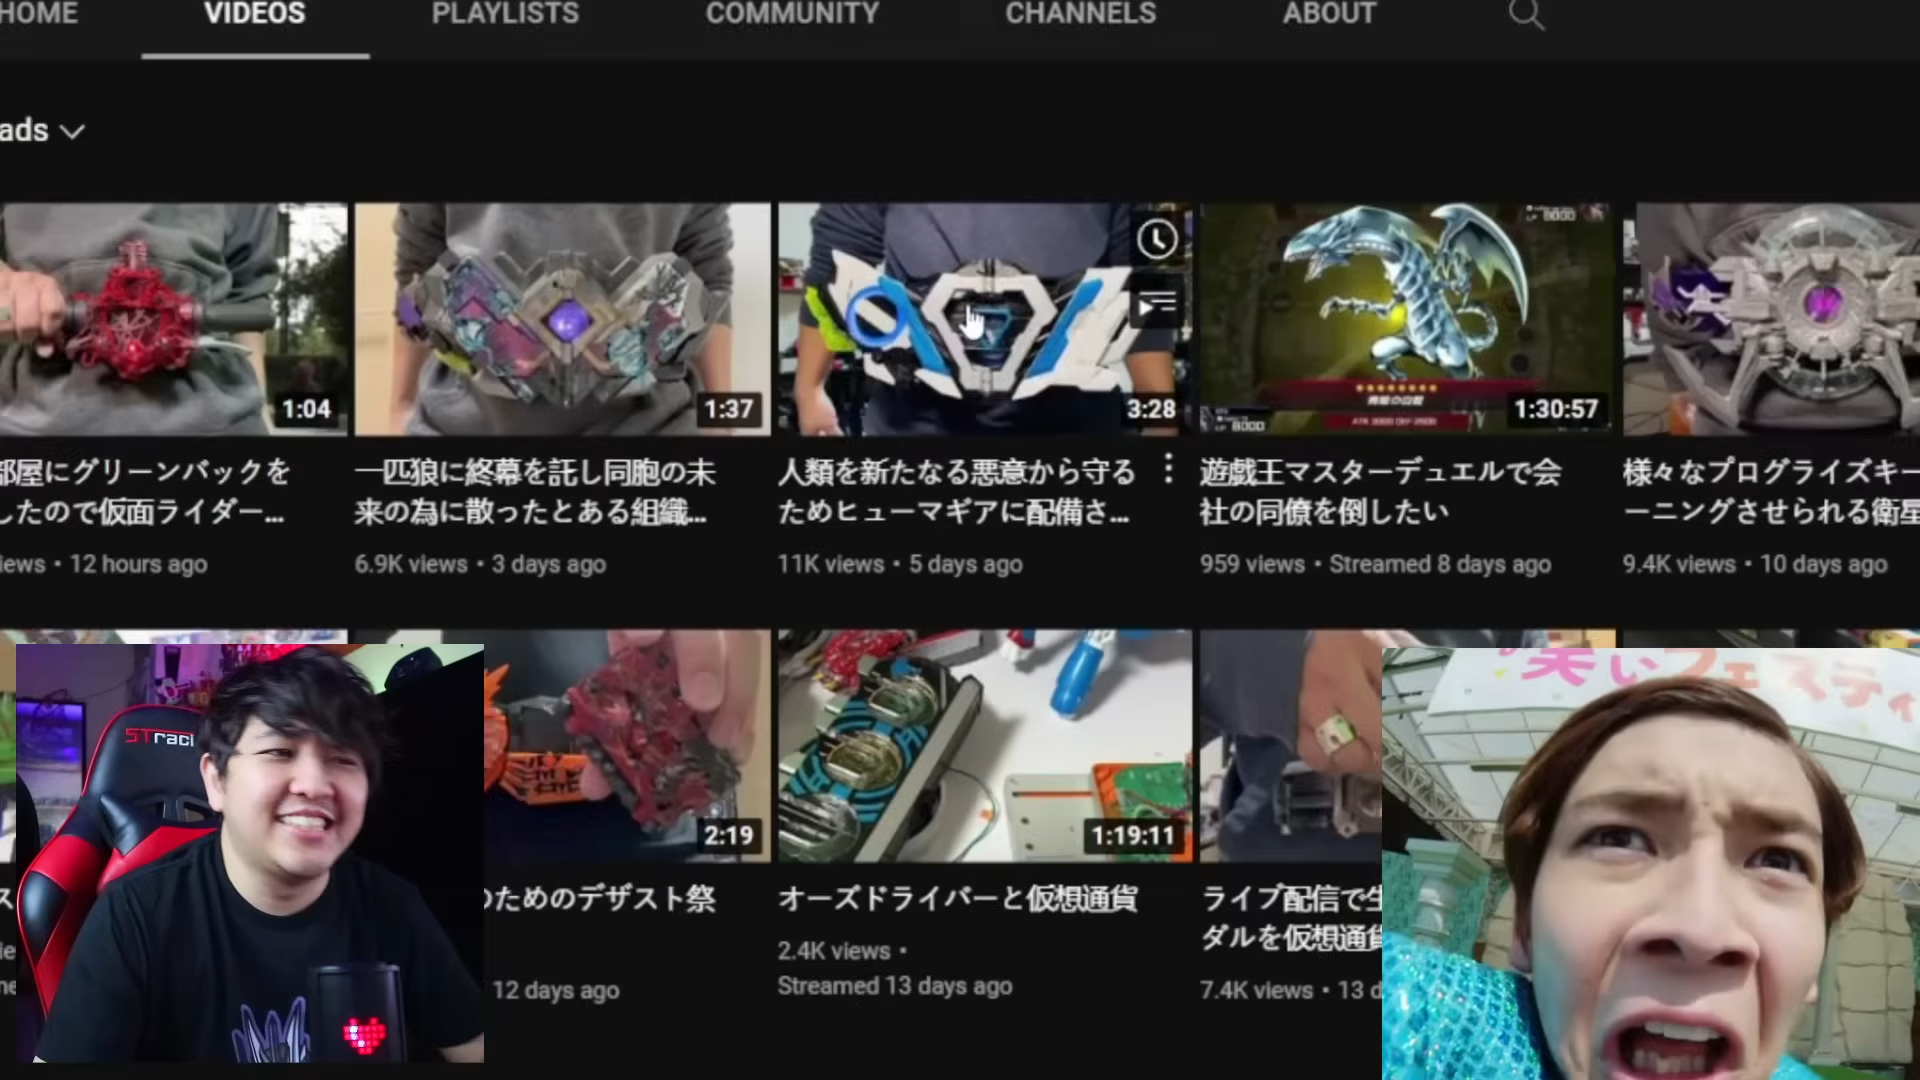 HOME VIDEOS PLAYLISTS COMMUNITY CHANNELS ABOUT
ads
8000
1:04 1:37 3:28 1:30:57
8000
部屋にグリーンバックを
したので仮面ライダー...
iews • 12 hours ago
一匹狼に終幕を託し同胞の未
来の為に散ったとある組織...
6.9K views • 3 days ago
人類を新たなる悪意から守る
ためヒューマギアに配備さ...
11K views • 5 days ago
遊戯王マスターデュエルで会
社の同僚を倒したい
959 views • Streamed 8 days ago
様々なプログライズキー
ーニングさせられる衛星
9.4K views • 10 days ago
STraci
笑いフェスティ
2:19 1:19:11
のためのデザスト祭
12 days ago
オーズドライバーと仮想通貨
2.4K views •
Streamed 13 days ago
ライブ配信で生
ダルを仮想通貨
7.4K views • 13 d